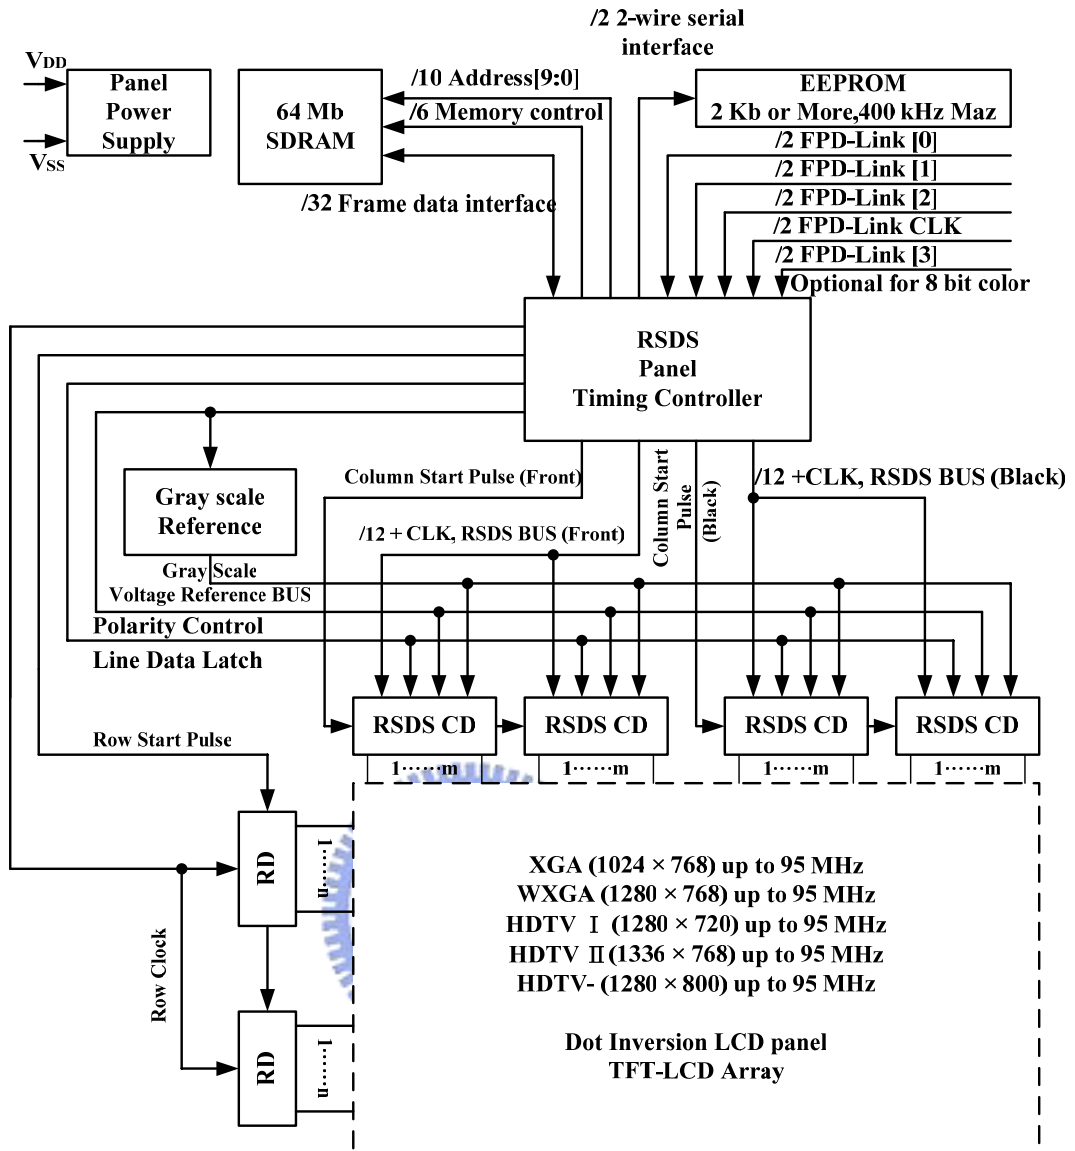 /2 2-wire serial
interface
VDD
VSS
Panel
Power
Supply
64 Mb
SDRAM
/10 Address[9:0]
/6 Memory control
/32 Frame data interface
EEPROM
2 Kb or More,400 kHz Maz
/2 FPD-Link [0]
/2 FPD-Link [1]
/2 FPD-Link [2]
/2 FPD-Link CLK
/2 FPD-Link [3]
Optional for 8 bit color
RSDS
Panel
Timing Controller
Column Start Pulse (Front)
Column Start
Pulse
(Black)
/12 +CLK, RSDS BUS (Black)
Gray scale
Reference
/12 + CLK, RSDS BUS (Front)
Gray Scale
Voltage Reference BUS
Polarity Control
Line Data Latch
RSDS CD
RSDS CD
RSDS CD
RSDS CD
Row Start Pulse
1······m
1······m
1······m
1······m
RD
1······n
Row Clock
RD
1······n
XGA (1024 × 768) up to 95 MHz
WXGA (1280 × 768) up to 95 MHz
HDTV Ⅰ (1280 × 720) up to 95 MHz
HDTV Ⅱ (1336 × 768) up to 95 MHz
HDTV- (1280 × 800) up to 95 MHz
Dot Inversion LCD panel
TFT-LCD Array